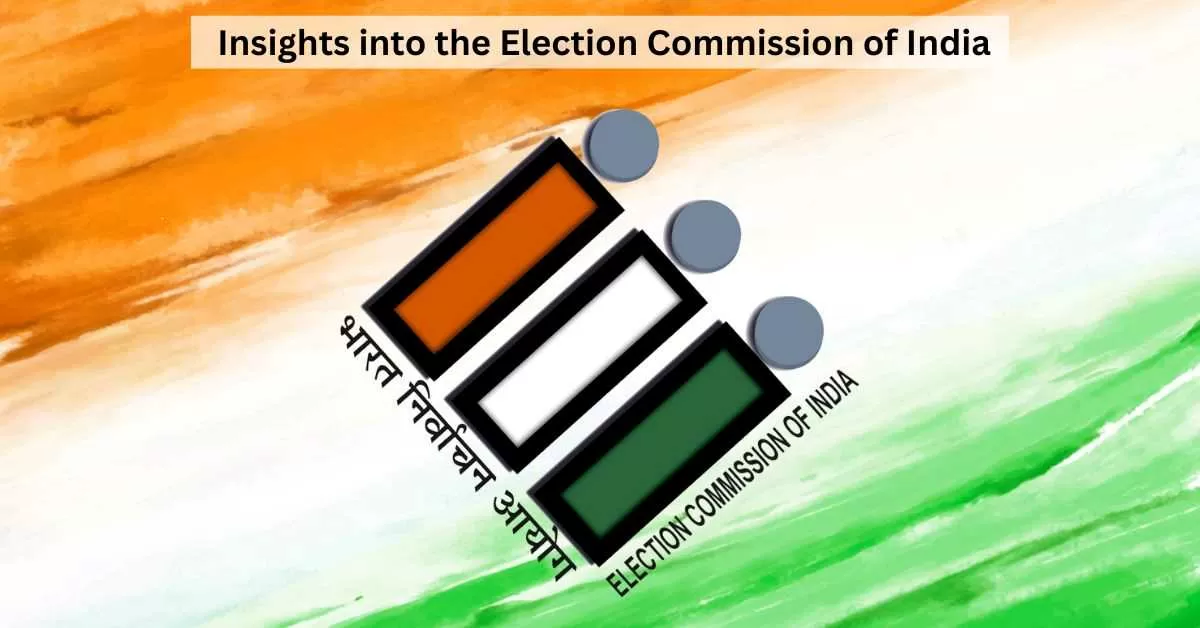 Insights into the Election Commission of India
भारत निर्वाचन आयोग
ELECTION COMMISSION OF INDIA